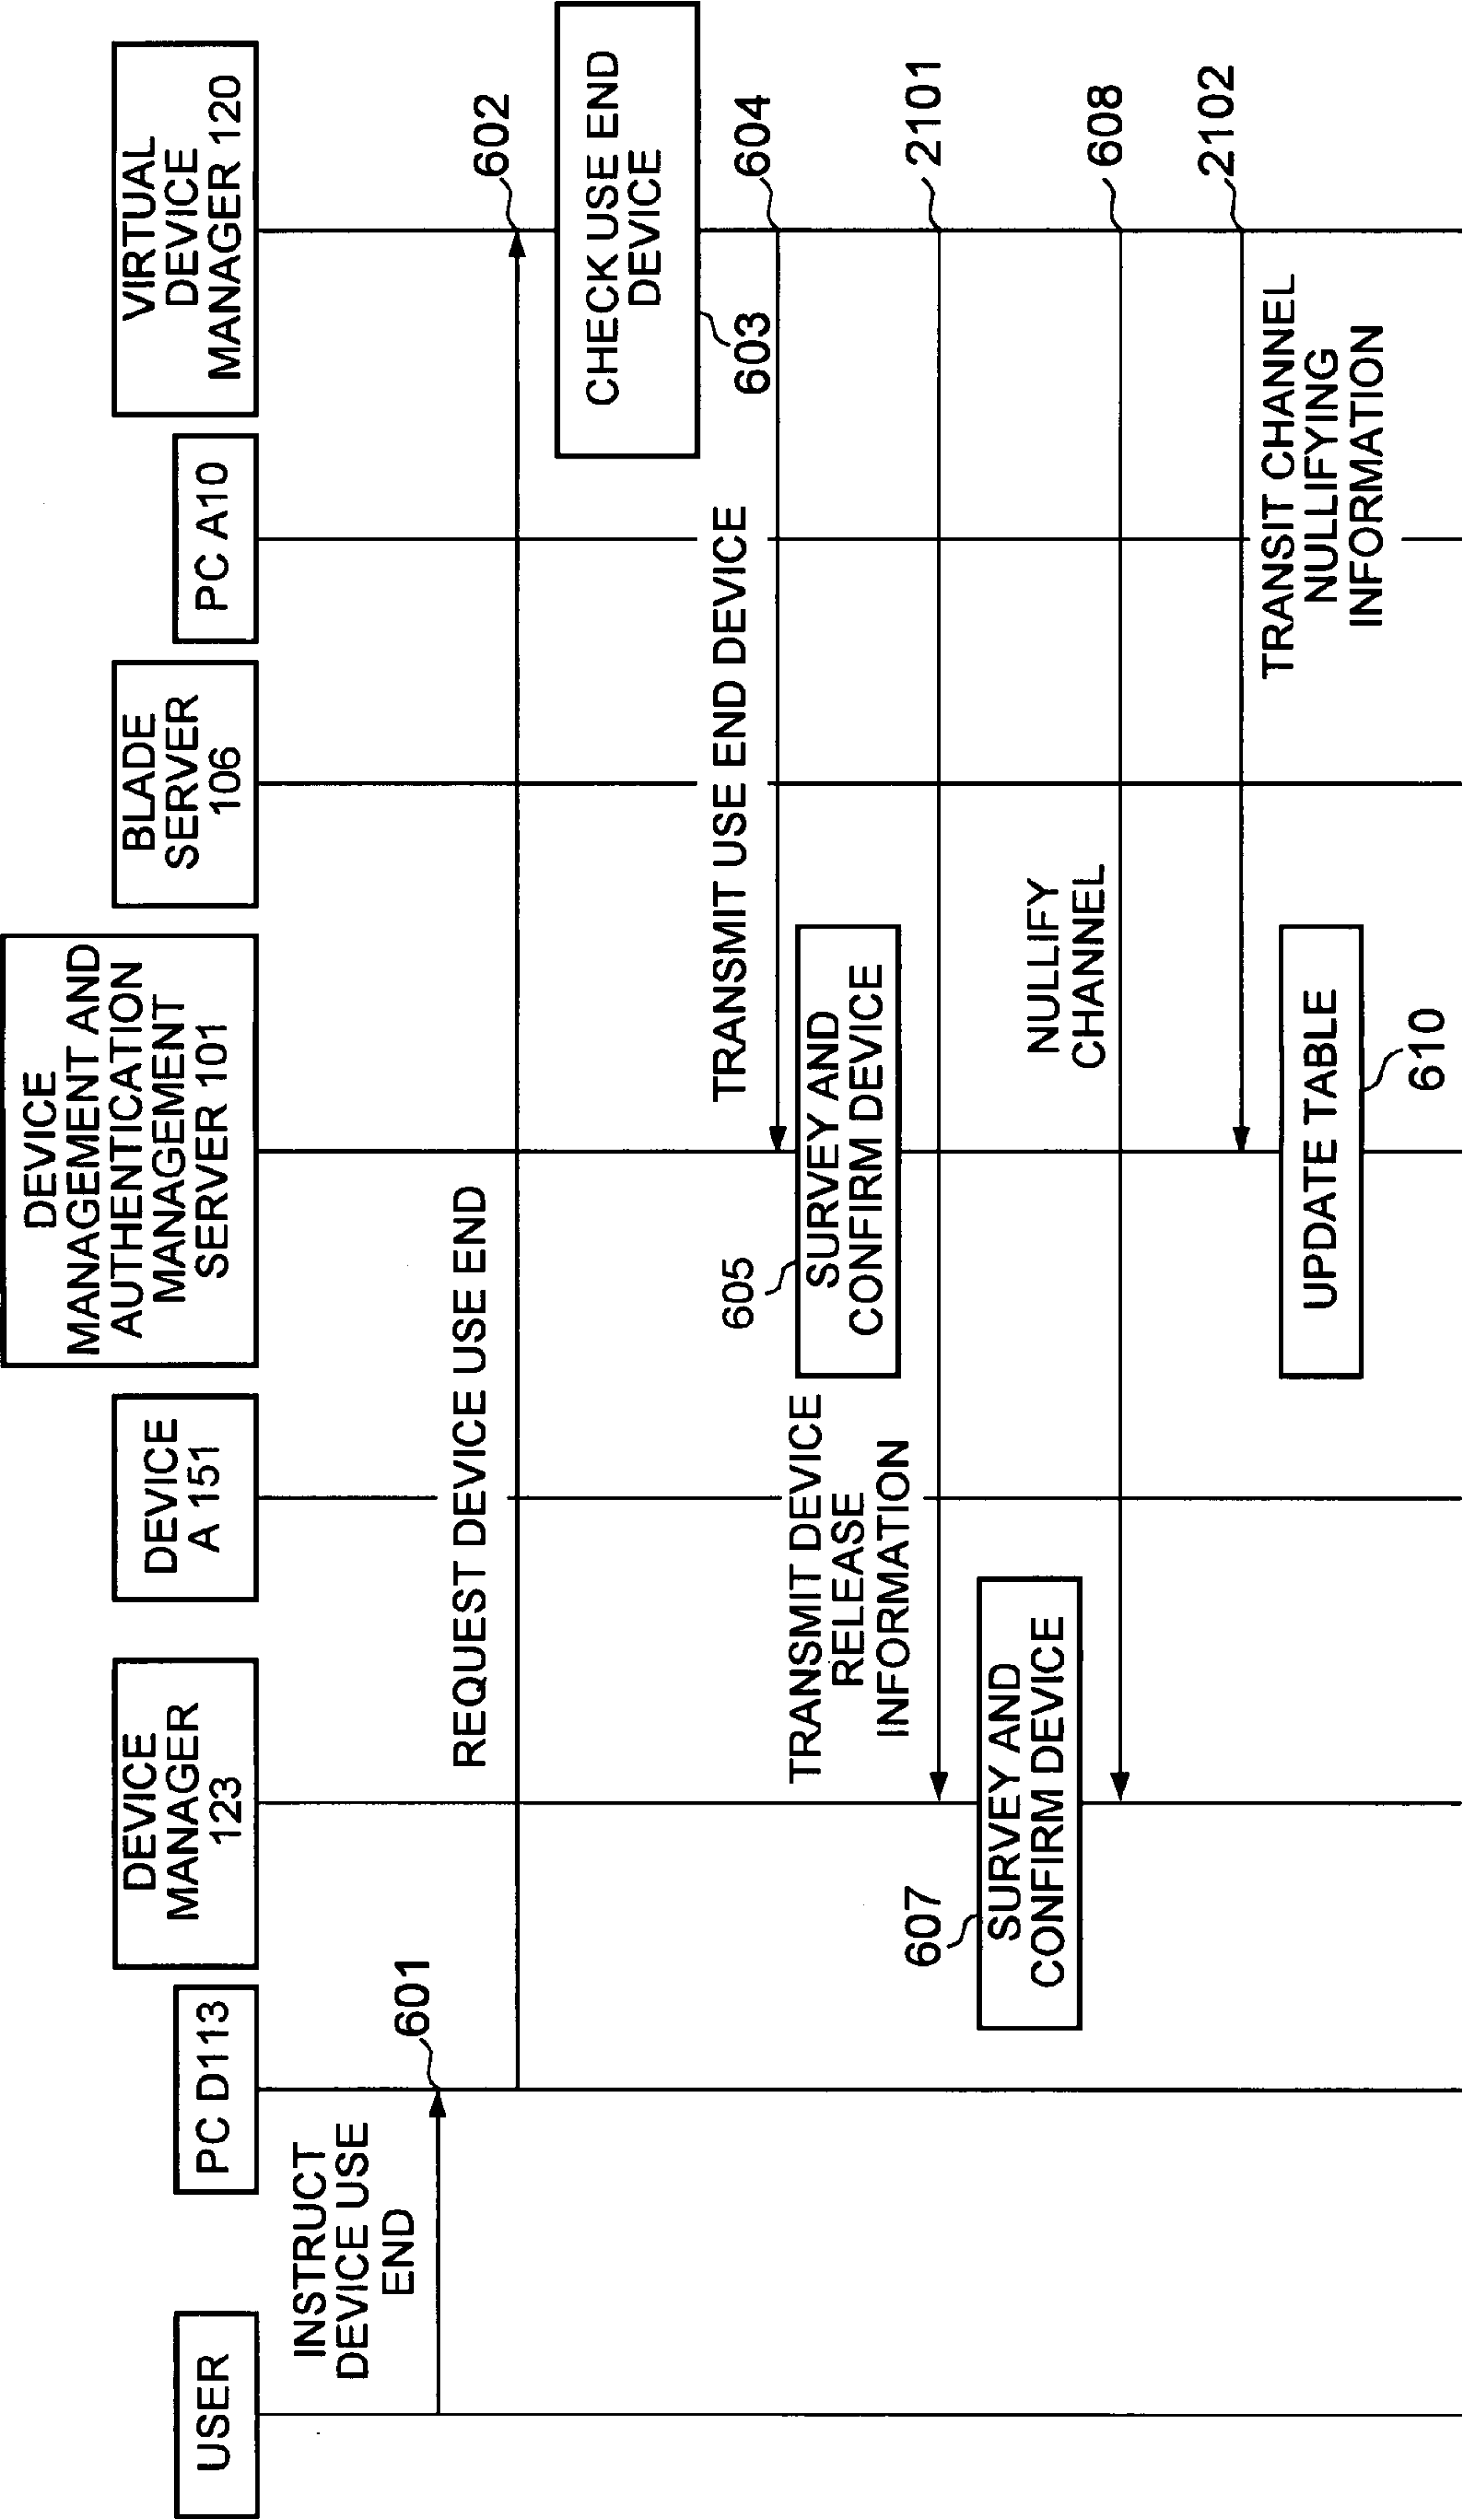 USER
PC D113
DEVICE
MANAGER
123
DEVICE
A 151
DEVICE
MANAGEMENT AND
AUTHENTICATION
MANAGEMENT
SERVER 101
BLADE
SERVER
106
PC A10
VIRTUAL
DEVICE
MANAGER 120
INSTRUCT
DEVICE USE
END
601
REQUEST DEVICE USE END
602
CHECK USE END
DEVICE
603
TRANSMIT USE END DEVICE
604
605
SURVEY AND
CONFIRM DEVICE
TRANSMIT DEVICE
RELEASE
INFORMATION
2101
607
SURVEY AND
CONFIRM DEVICE
NULLIFY
CHANNEL
608
2102
TRANSIT CHANNEL
NULLIFYING
INFORMATION
UPDATE TABLE
610